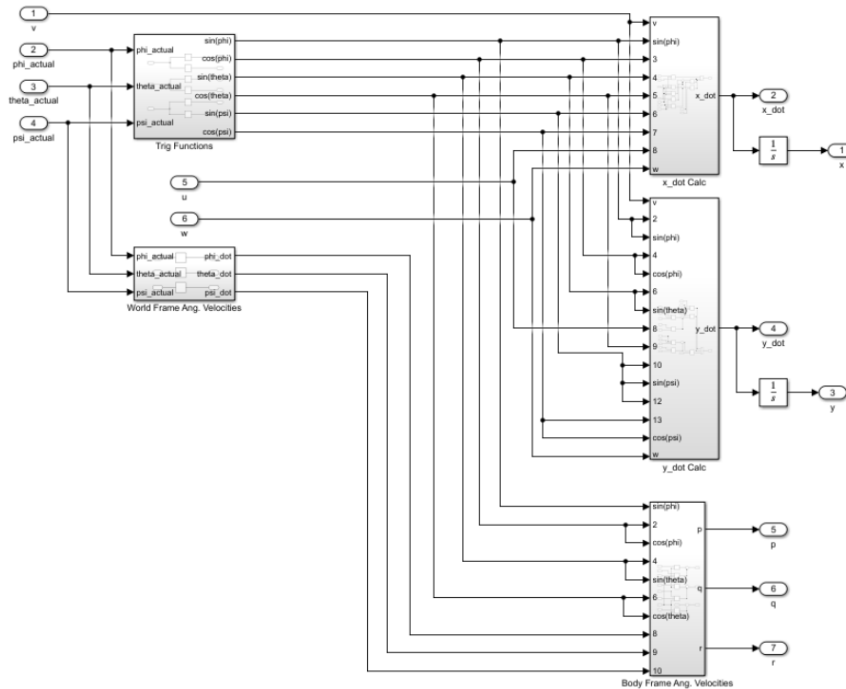 1
v
2
phi_actual
3
theta_actual
4
psi_actual
phi_actual
theta_actual
psi_actual
sin(phi)
cos(phi)
sin(theta)
cos(theta)
sin(psi)
cos(psi)
Trig Functions
5
u
6
w
phi_actual
theta_actual
psi_actual
phi_dot
theta_dot
psi_dot
World Frame Ang. Velocities
v
sin(phi)
3
4
5
6
7
8
w
x_dot
x_dot Calc
2
x_dot
1
s
1
x
v
2
sin(phi)
4
cos(phi)
6
sin(theta)
8
9
10
sin(psi)
12
13
cos(psi)
w
y_dot
y_dot Calc
4
y_dot
1
s
3
y
sin(phi)
2
cos(phi)
4
sin(theta)
6
cos(theta)
8
9
10
p
q
r
Body Frame Ang. Velocities
5
p
6
q
7
r